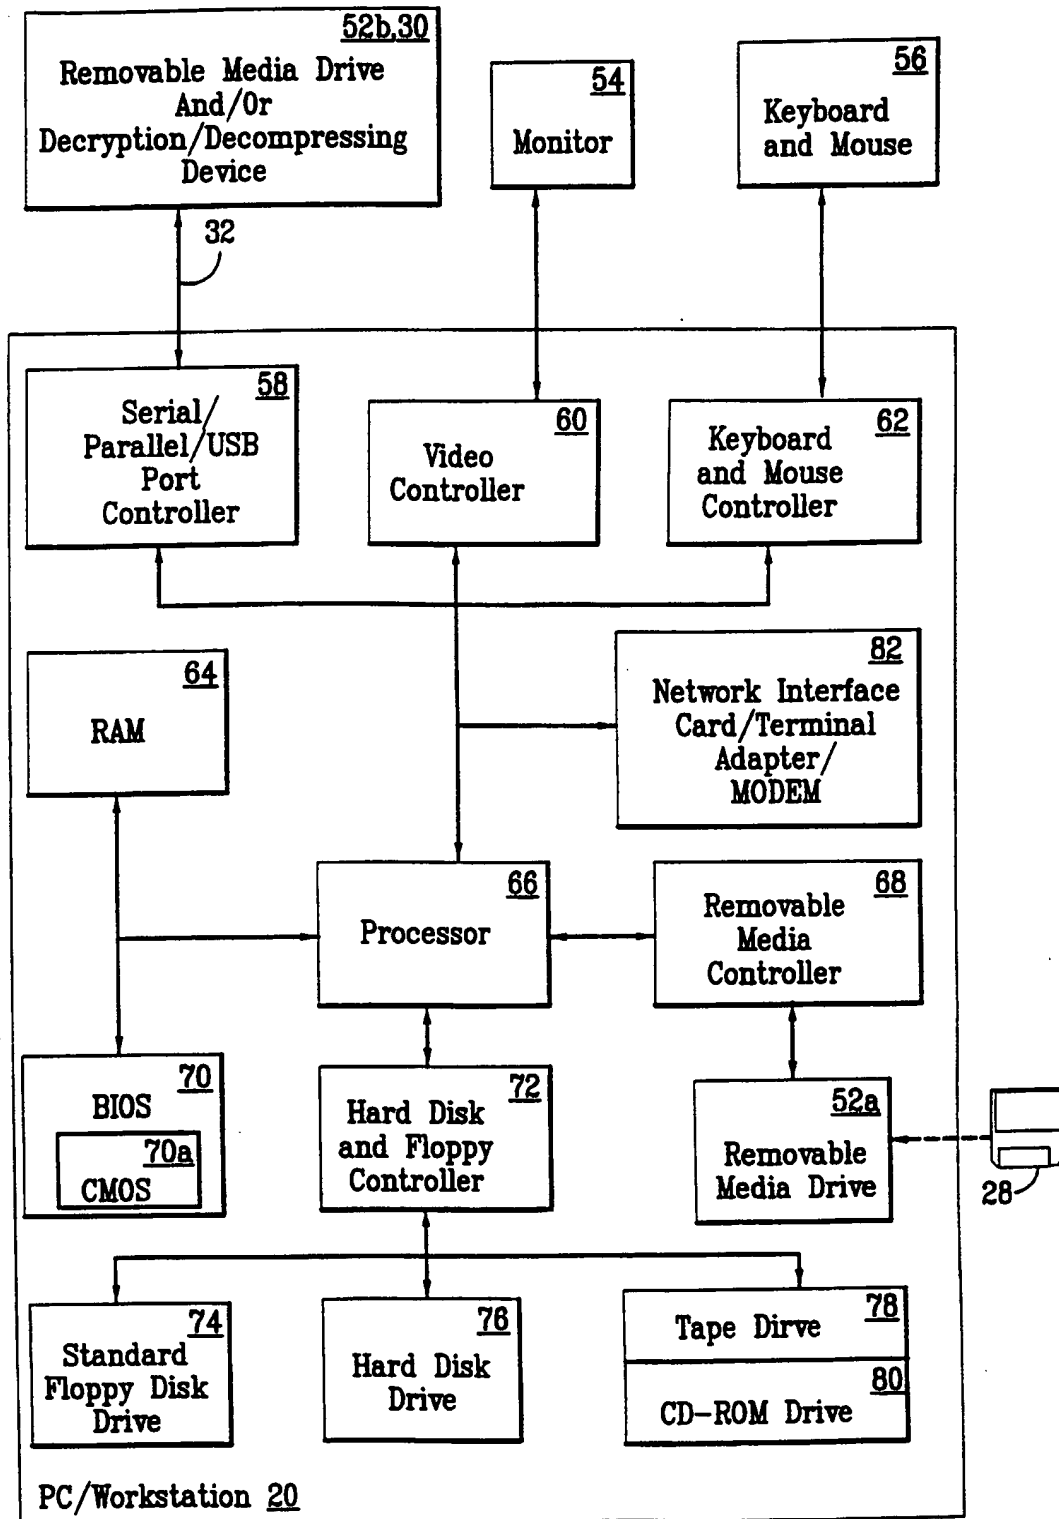 52b,30
Removable Media Drive
And/Or
Decryption/Decompressing
Device
54
Monitor
56
Keyboard
and Mouse
32
58
Serial/
Parallel/USB
Port
Controller
60
Video
Controller
62
Keyboard
and Mouse
Controller
64
RAM
82
Network Interface
Card/Terminal
Adapter/
MODEM
66
Processor
68
Removable
Media
Controller
70
BIOS
70a
CMOS
72
Hard Disk
and Floppy
Controller
52a
Removable
Media Drive
28
74
Standard
Floppy Disk
Drive
76
Hard Disk
Drive
78
Tape Dirve
80
CD-ROM Drive
PC/Workstation 20